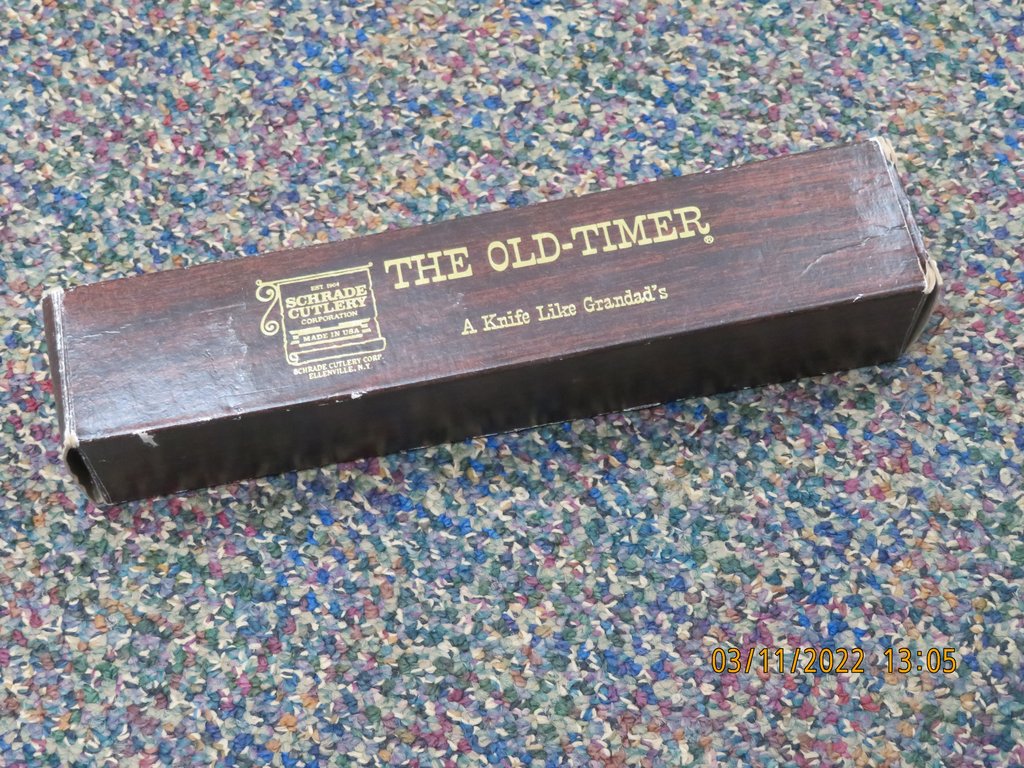 THE OLD-TIMER®
A Knife Like Grandad's
EST. 1904
SCHRADE
CUTLERY
CORPORATION
MADE IN USA
SCHRADE CUTLERY CORP.
ELLENVILLE, N.Y.
03/11/2022 13:05